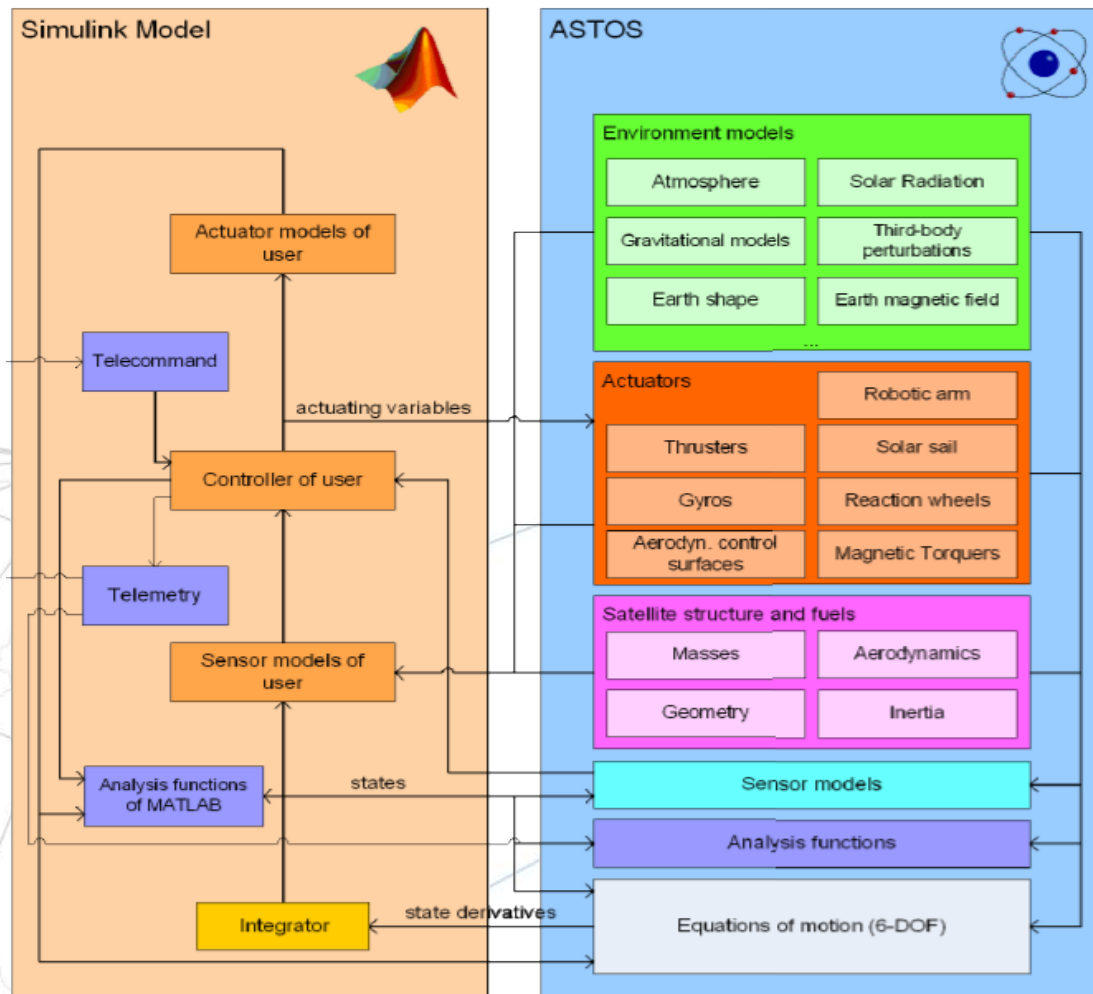 Simulink Model
Actuator models of
user
Telecommand
actuating variables
Controller of user
Telemetry
Sensor models of
user
Analysis functions
of MATLAB
states
Integrator
state derivatives
ASTOS
Environment models
Atmosphere
Solar Radiation
Gravitational models
Third-body
perturbations
Earth shape
Earth magnetic field
...
Actuators
Robotic arm
Thrusters
Solar sail
Gyros
Reaction wheels
Aerodyn. control
surfaces
Magnetic Torquers
Satellite structure and fuels
Masses
Aerodynamics
Geometry
Inertia
Sensor models
Analysis functions
Equations of motion (6-DOF)